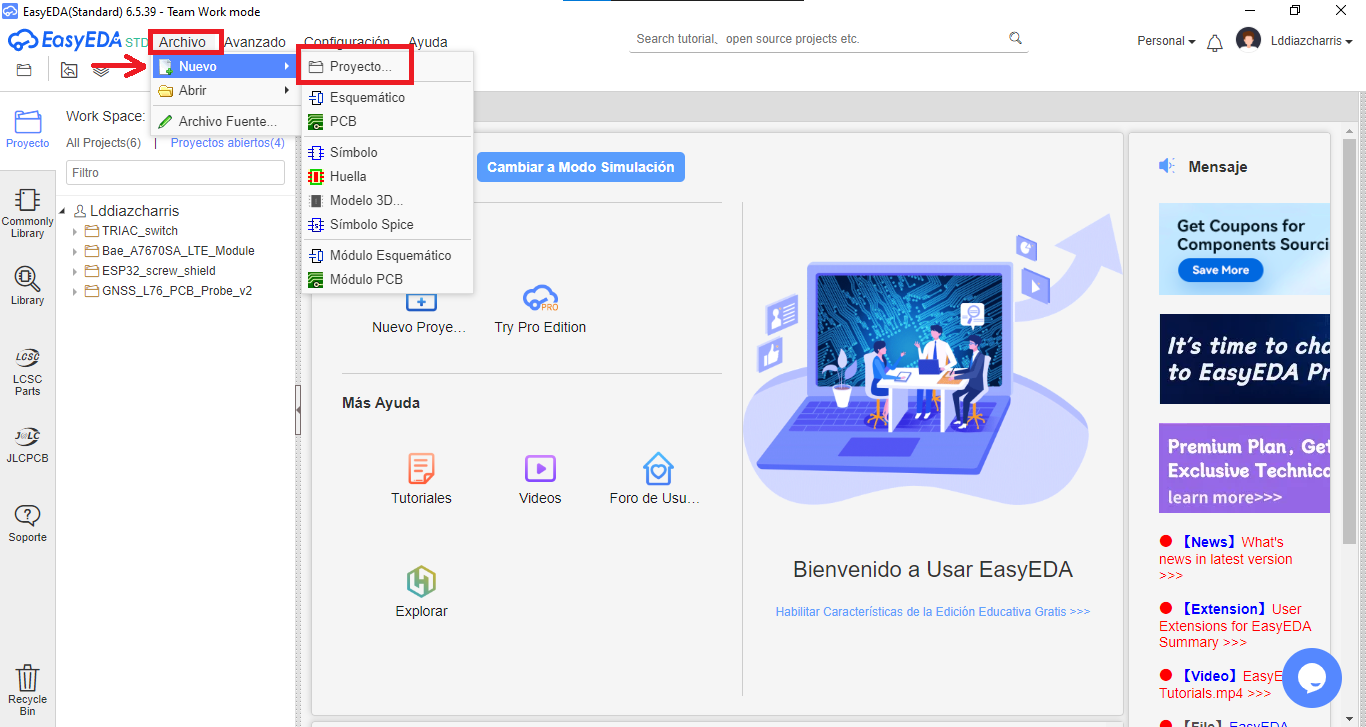 EasyEDA(Standard) 6.5.39 - Team Work mode
EasyEDA STD
Archivo
Avanzado
Configuración
Ayuda
Search tutorial、open source projects etc.
Personal
Lddiazcharris
Nuevo
Abrir
Archivo Fuente...
Proyecto...
Esquemático
PCB
Símbolo
Huella
Modelo 3D...
Símbolo Spice
Módulo Esquemático
Módulo PCB
Proyecto
Commonly
Library
Library
LCSC
LCSC
Parts
J@LC
JLCPCB
Soporte
Recycle
Bin
Work Space:
All Projects(6) | Proyectos abiertos(4)
Filtro
Lddiazcharris
TRIAC_switch
Bae_A7670SA_LTE_Module
ESP32_screw_shield
GNSS_L76_PCB_Probe_v2
Cambiar a Modo Simulación
Nuevo Proye...
PRO
Try Pro Edition
Más Ayuda
Tutoriales
Videos
Foro de Usu...
Explorar
Bienvenido a Usar EasyEDA
Habilitar Características de la Edición Educativa Gratis >>>
Mensaje
Get Coupons for
Components Sourci
Save More
It's time to cha
to EasyEDA Pr
Premium Plan, Get
Exclusive Technica
learn more>>>
【News】What's
news in latest version
>>>
【Extension】User
Extensions for EasyEDA
Summary >>>
【Video】EasyE
Tutorials.mp4 >>>
【File】EasyEDA